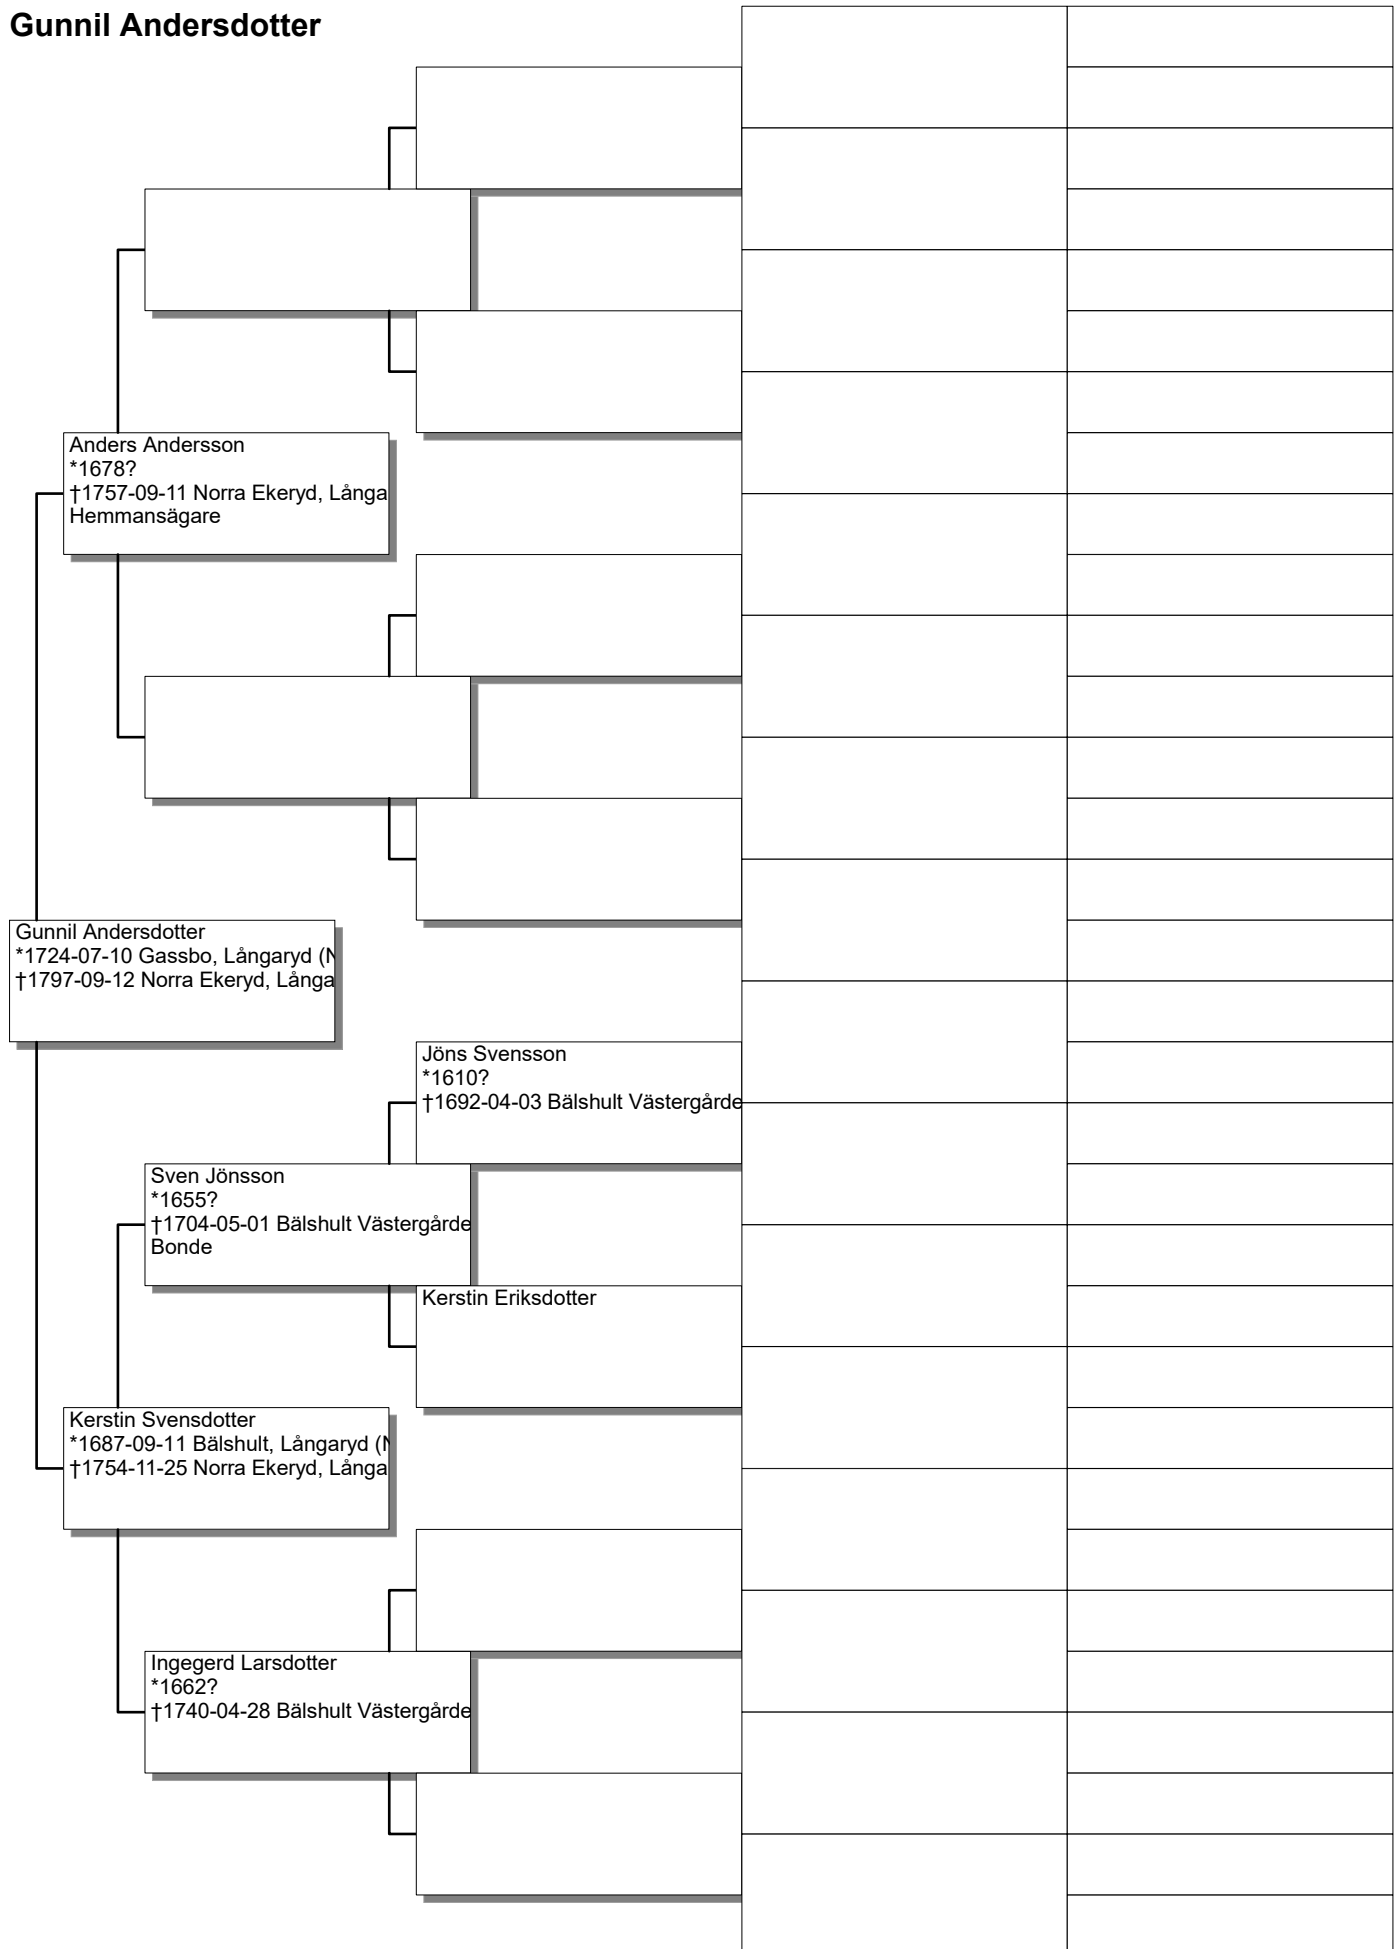 Gunnil Andersdotter
Anders Andersson
*1678?
†1757-09-11 Norra Ekeryd, Långa
Hemmansägare
Gunnil Andersdotter
*1724-07-10 Gassbo, Långaryd (N
†1797-09-12 Norra Ekeryd, Långa
Jöns Svensson
*1610?
†1692-04-03 Bälshult Västergårde
Sven Jönsson
*1655?
†1704-05-01 Bälshult Västergårde
Bonde
Kerstin Eriksdotter
Kerstin Svensdotter
*1687-09-11 Bälshult, Långaryd (N
†1754-11-25 Norra Ekeryd, Långa
Ingegerd Larsdotter
*1662?
†1740-04-28 Bälshult Västergårde